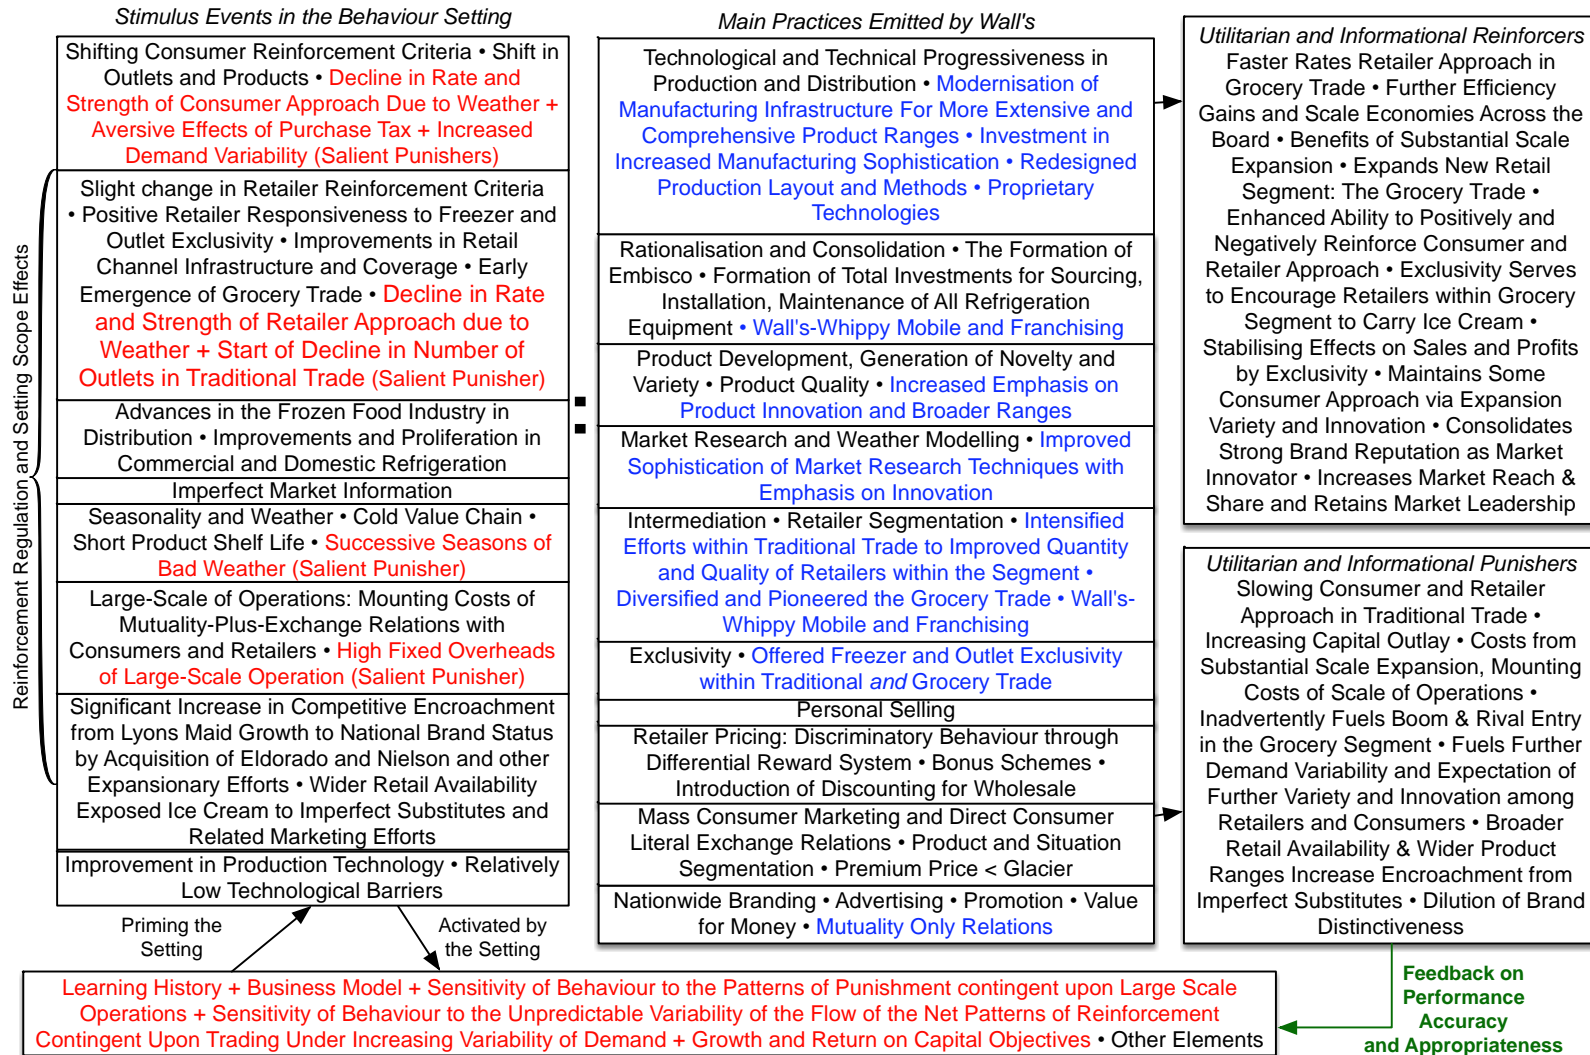 Stimulus Events in the Behaviour Setting
Shifting Consumer Reinforcement Criteria • Shift in
Outlets and Products • Decline in Rate and
Strength of Consumer Approach Due to Weather +
Aversive Effects of Purchase Tax + Increased
Demand Variability (Salient Punishers)
Reinforcement Regulation and Setting Scope Effects
Slight change in Retailer Reinforcement Criteria
• Positive Retailer Responsiveness to Freezer and
Outlet Exclusivity • Improvements in Retail
Channel Infrastructure and Coverage • Early
Emergence of Grocery Trade • Decline in Rate
and Strength of Retailer Approach due to
Weather + Start of Decline in Number of
Outlets in Traditional Trade (Salient Punisher)
Advances in the Frozen Food Industry in
Distribution • Improvements and Proliferation in
Commercial and Domestic Refrigeration
Imperfect Market Information
Seasonality and Weather • Cold Value Chain •
Short Product Shelf Life • Successive Seasons of
Bad Weather (Salient Punisher)
Large-Scale of Operations: Mounting Costs of
Mutuality-Plus-Exchange Relations with
Consumers and Retailers • High Fixed Overheads
of Large-Scale Operation (Salient Punisher)
Significant Increase in Competitive Encroachment
from Lyons Maid Growth to National Brand Status
by Acquisition of Eldorado and Nielson and other
Expansionary Efforts • Wider Retail Availability
Exposed Ice Cream to Imperfect Substitutes and
Related Marketing Efforts
Improvement in Production Technology • Relatively
Low Technological Barriers
:
Main Practices Emitted by Wall's
Technological and Technical Progressiveness in
Production and Distribution • Modernisation of
Manufacturing Infrastructure For More Extensive and
Comprehensive Product Ranges • Investment in
Increased Manufacturing Sophistication • Redesigned
Production Layout and Methods • Proprietary
Technologies
Rationalisation and Consolidation • The Formation of
Embisco • Formation of Total Investments for Sourcing,
Installation, Maintenance of All Refrigeration
Equipment • Wall's-Whippy Mobile and Franchising
Product Development, Generation of Novelty and
Variety • Product Quality • Increased Emphasis on
Product Innovation and Broader Ranges
Market Research and Weather Modelling • Improved
Sophistication of Market Research Techniques with
Emphasis on Innovation
Intermediation • Retailer Segmentation • Intensified
Efforts within Traditional Trade to Improved Quantity
and Quality of Retailers within the Segment •
Diversified and Pioneered the Grocery Trade • Wall's-
Whippy Mobile and Franchising
Exclusivity • Offered Freezer and Outlet Exclusivity
within Traditional and Grocery Trade
Personal Selling
Retailer Pricing: Discriminatory Behaviour through
Differential Reward System • Bonus Schemes •
Introduction of Discounting for Wholesale
Mass Consumer Marketing and Direct Consumer
Literal Exchange Relations • Product and Situation
Segmentation • Premium Price < Glacier
Nationwide Branding • Advertising • Promotion • Value
for Money • Mutuality Only Relations
Utilitarian and Informational Reinforcers
Faster Rates Retailer Approach in
Grocery Trade • Further Efficiency
Gains and Scale Economies Across the
Board • Benefits of Substantial Scale
Expansion • Expands New Retail
Segment: The Grocery Trade •
Enhanced Ability to Positively and
Negatively Reinforce Consumer and
Retailer Approach • Exclusivity Serves
to Encourage Retailers within Grocery
Segment to Carry Ice Cream •
Stabilising Effects on Sales and Profits
by Exclusivity • Maintains Some
Consumer Approach via Expansion
Variety and Innovation • Consolidates
Strong Brand Reputation as Market
Innovator • Increases Market Reach &
Share and Retains Market Leadership
Utilitarian and Informational Punishers
Slowing Consumer and Retailer
Approach in Traditional Trade •
Increasing Capital Outlay • Costs from
Substantial Scale Expansion, Mounting
Costs of Scale of Operations •
Inadvertently Fuels Boom & Rival Entry
in the Grocery Segment • Fuels Further
Demand Variability and Expectation of
Further Variety and Innovation among
Retailers and Consumers • Broader
Retail Availability & Wider Product
Ranges Increase Encroachment from
Imperfect Substitutes • Dilution of Brand
Distinctiveness
Priming the
Setting
Activated by
the Setting
Learning History + Business Model + Sensitivity of Behaviour to the Patterns of Punishment contingent upon Large Scale
Operations + Sensitivity of Behaviour to the Unpredictable Variability of the Flow of the Net Patterns of Reinforcement
Contingent Upon Trading Under Increasing Variability of Demand + Growth and Return on Capital Objectives • Other Elements
Feedback on
Performance
Accuracy
and Appropriateness